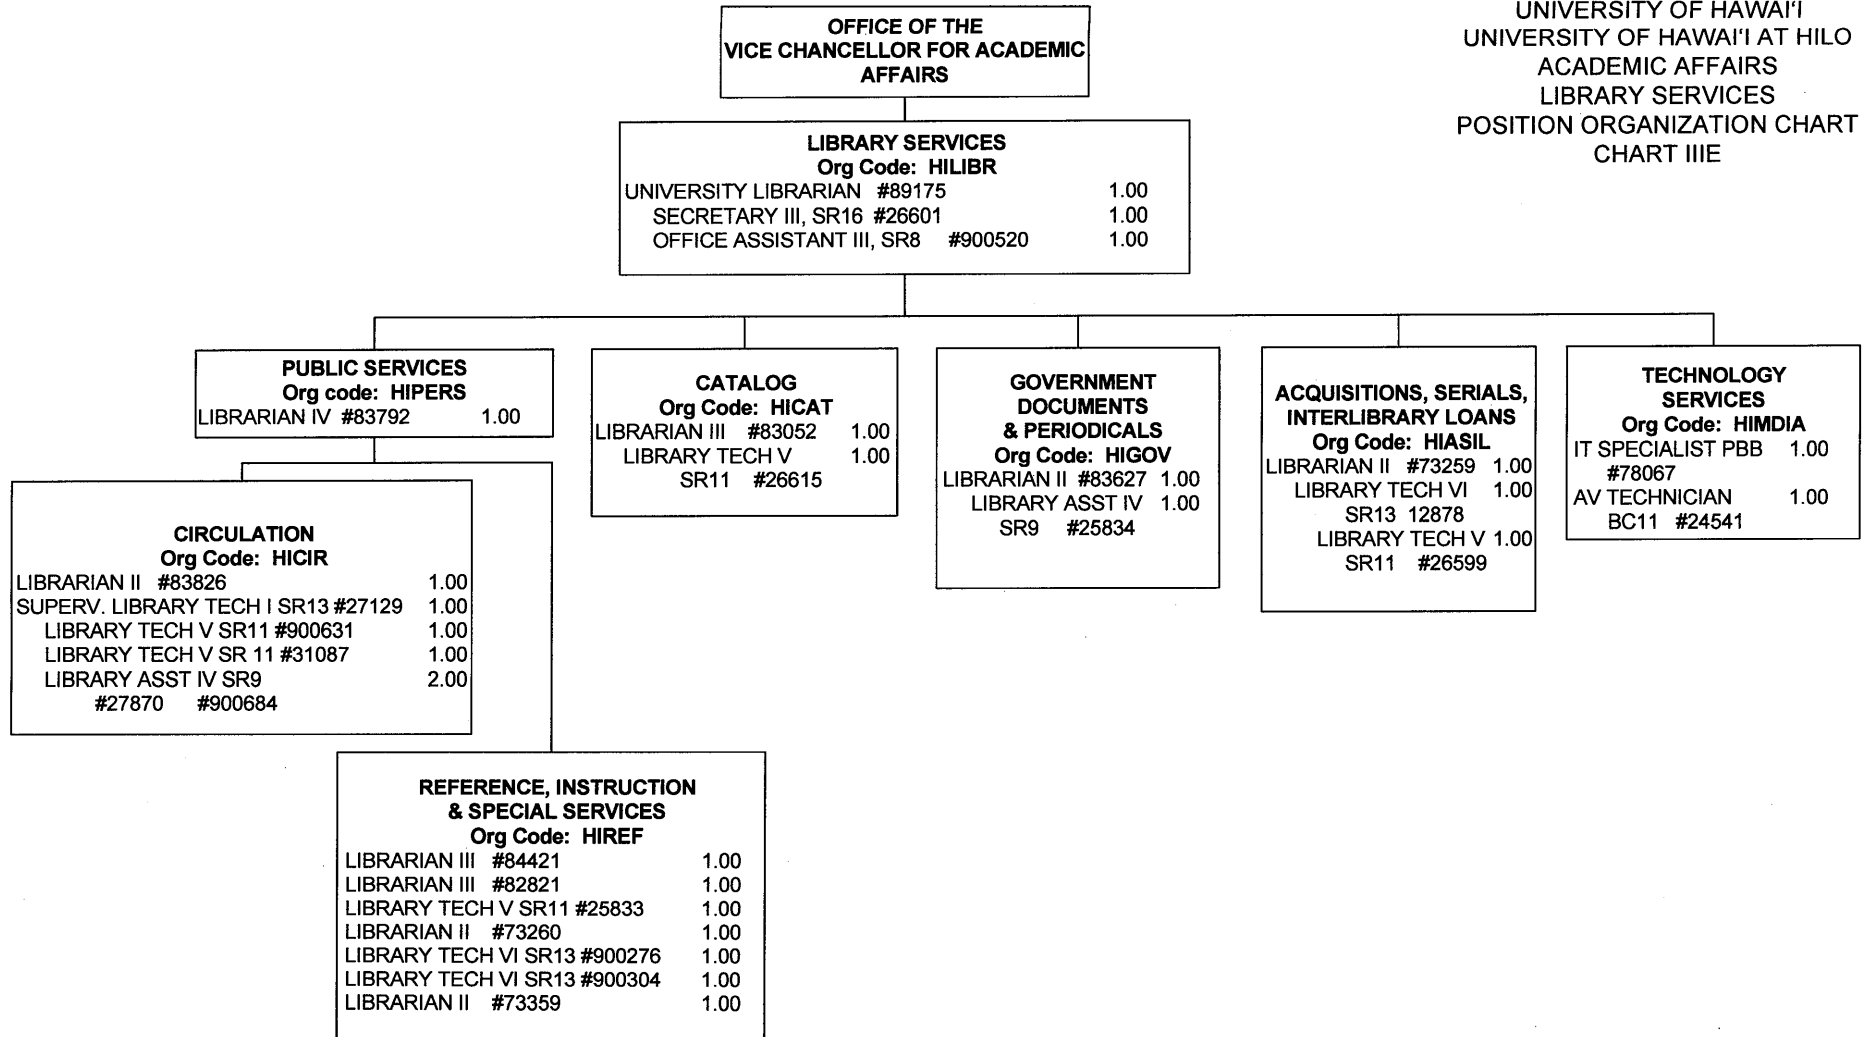 UNIVERSITY OF HAWAI'I
UNIVERSITY OF HAWAI'I AT HILO
ACADEMIC AFFAIRS
LIBRARY SERVICES
POSITION ORGANIZATION CHART
CHART IIIE
OFFICE OF THE
VICE CHANCELLOR FOR ACADEMIC
AFFAIRS
LIBRARY SERVICES
Org Code: HILIBR
UNIVERSITY LIBRARIAN #89175 1.00
SECRETARY III, SR16 #26601 1.00
OFFICE ASSISTANT III, SR8 #900520 1.00
PUBLIC SERVICES
Org code: HIPERS
LIBRARIAN IV #83792 1.00
CATALOG
Org Code: HICAT
LIBRARIAN III #83052 1.00
LIBRARY TECH V 1.00
SR11 #26615
GOVERNMENT
DOCUMENTS
& PERIODICALS
Org Code: HIGOV
LIBRARIAN II #83627 1.00
LIBRARY ASST IV 1.00
SR9 #25834
ACQUISITIONS, SERIALS,
INTERLIBRARY LOANS
Org Code: HIASIL
LIBRARIAN II #73259 1.00
LIBRARY TECH VI 1.00
SR13 12878
LIBRARY TECH V 1.00
SR11 #26599
TECHNOLOGY
SERVICES
Org Code: HIMDIA
IT SPECIALIST PBB 1.00
#78067
AV TECHNICIAN 1.00
BC11 #24541
CIRCULATION
Org Code: HICIR
LIBRARIAN II #83826 1.00
SUPERV. LIBRARY TECH I SR13 #27129 1.00
LIBRARY TECH V SR11 #900631 1.00
LIBRARY TECH V SR 11 #31087 1.00
LIBRARY ASST IV SR9 2.00
#27870 #900684
REFERENCE, INSTRUCTION
& SPECIAL SERVICES
Org Code: HIREF
LIBRARIAN III #84421 1.00
LIBRARIAN III #82821 1.00
LIBRARY TECH V SR11 #25833 1.00
LIBRARIAN II #73260 1.00
LIBRARY TECH VI SR13 #900276 1.00
LIBRARY TECH VI SR13 #900304 1.00
LIBRARIAN II #73359 1.00